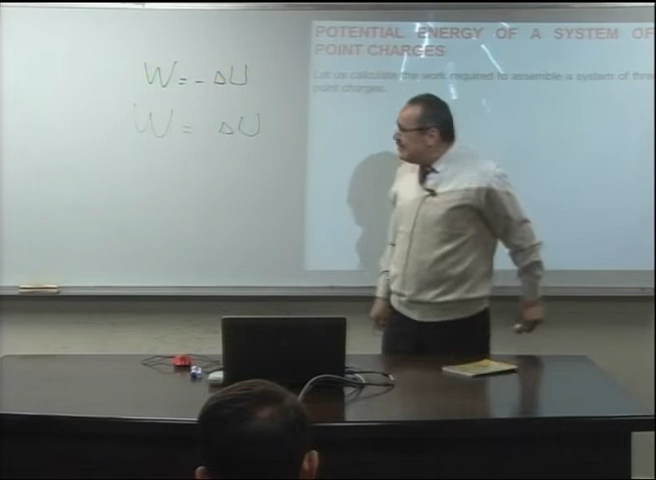 W = - ΔU
W = ΔU
POTENTIAL ENERGY OF A SYSTEM OF
POINT CHARGES
Let us calculate the work required to assemble a system of three
point charges.